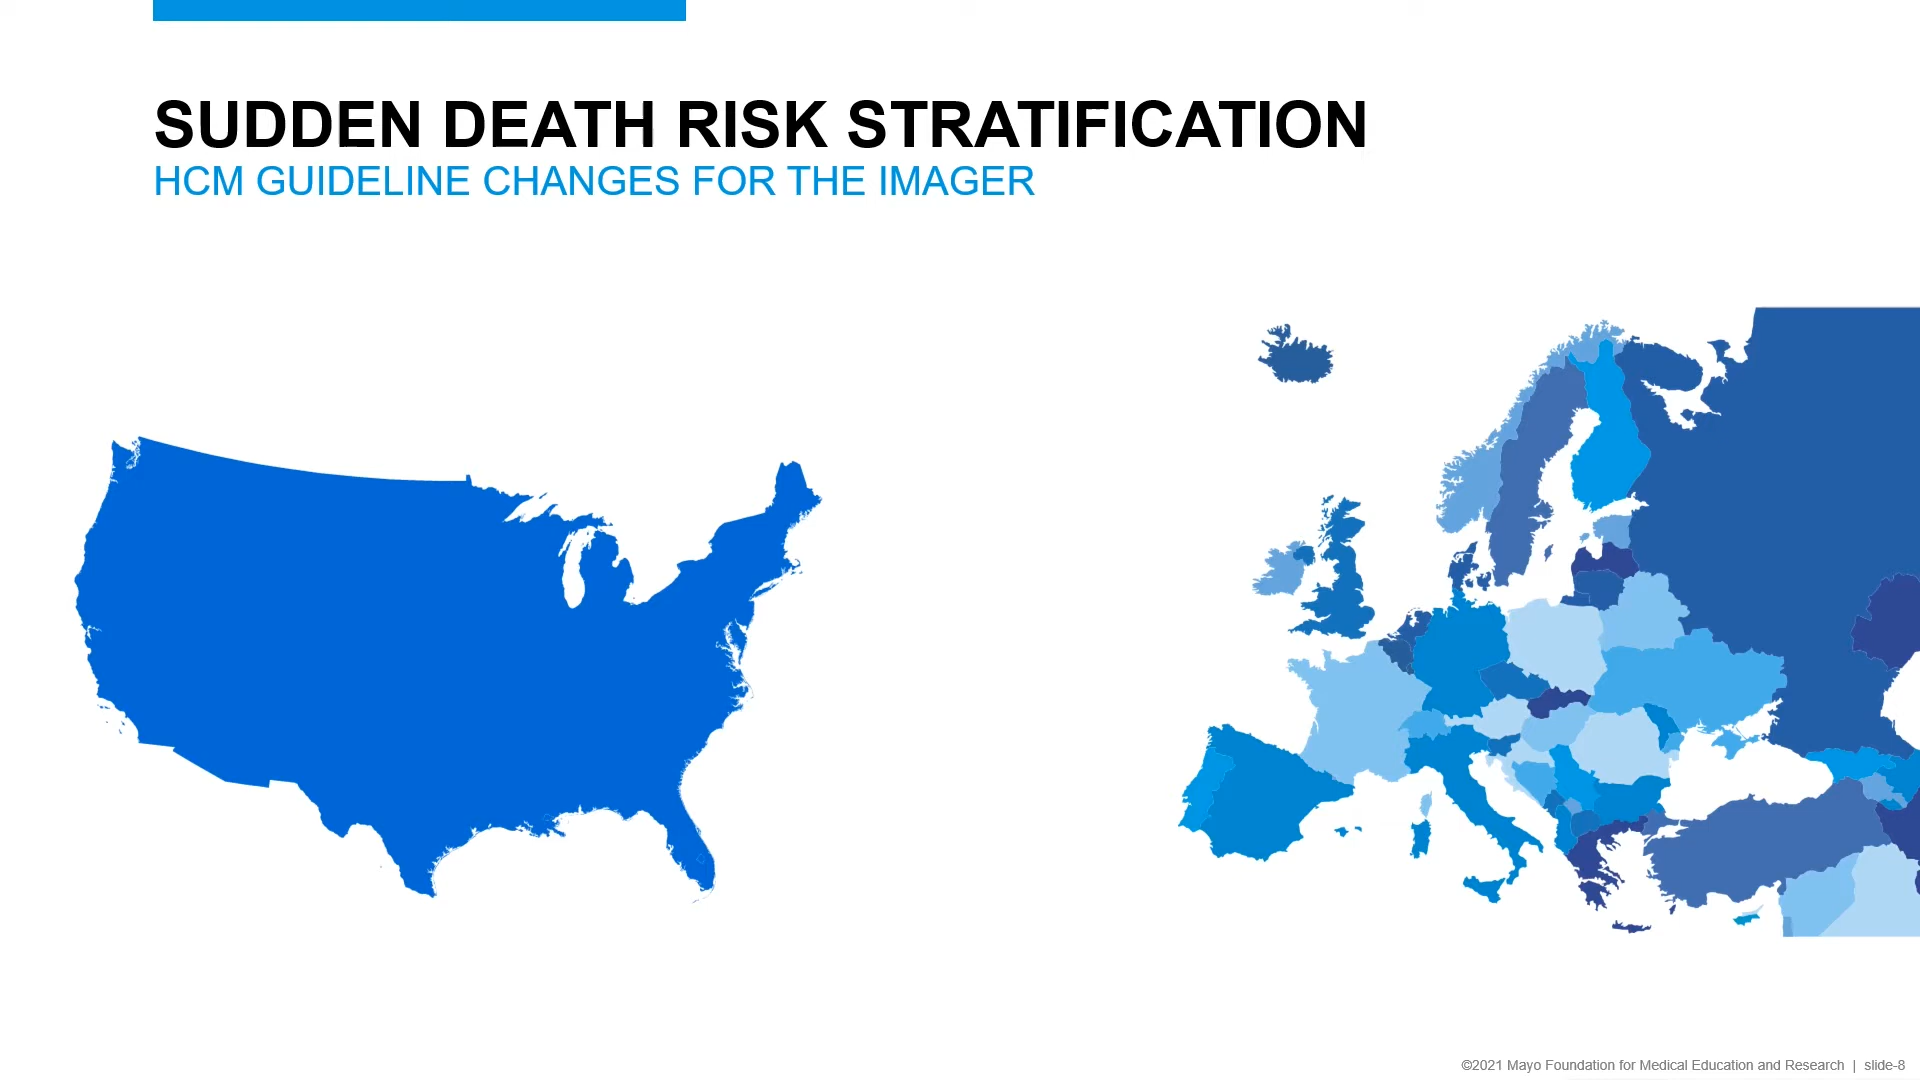 SUDDEN DEATH RISK STRATIFICATION
HCM GUIDELINE CHANGES FOR THE IMAGER
©2021 Mayo Foundation for Medical Education and Research | slide-8